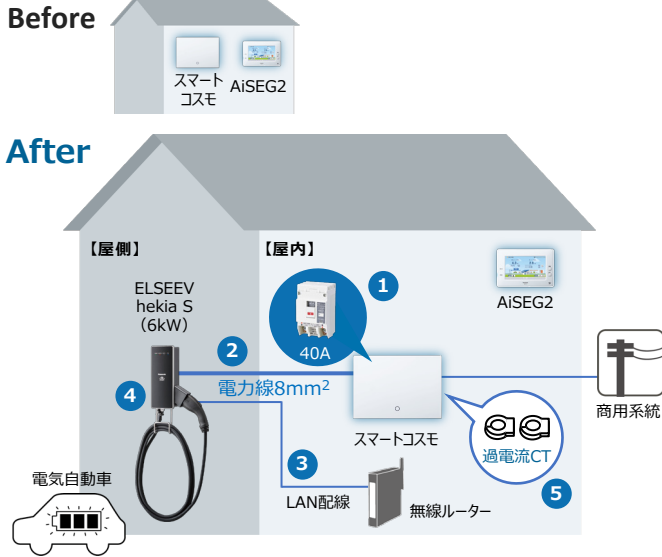 Before
スマート
コスモ
AiSEG2
After
【屋側】
【屋内】
ELSEEV
hekia S
(6kW)
1
40A
AiSEG2
2
電力線8mm²
4
商用系統
スマートコスモ
過電流CT
3
5
LAN配線
無線ルーター
電気自動車